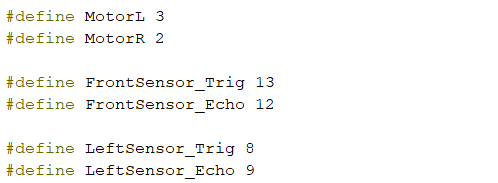 #define MotorL 3
#define MotorR 2
#define FrontSensor_Trig 13
#define FrontSensor_Echo 12
#define LeftSensor_Trig 8
#define LeftSensor_Echo 9